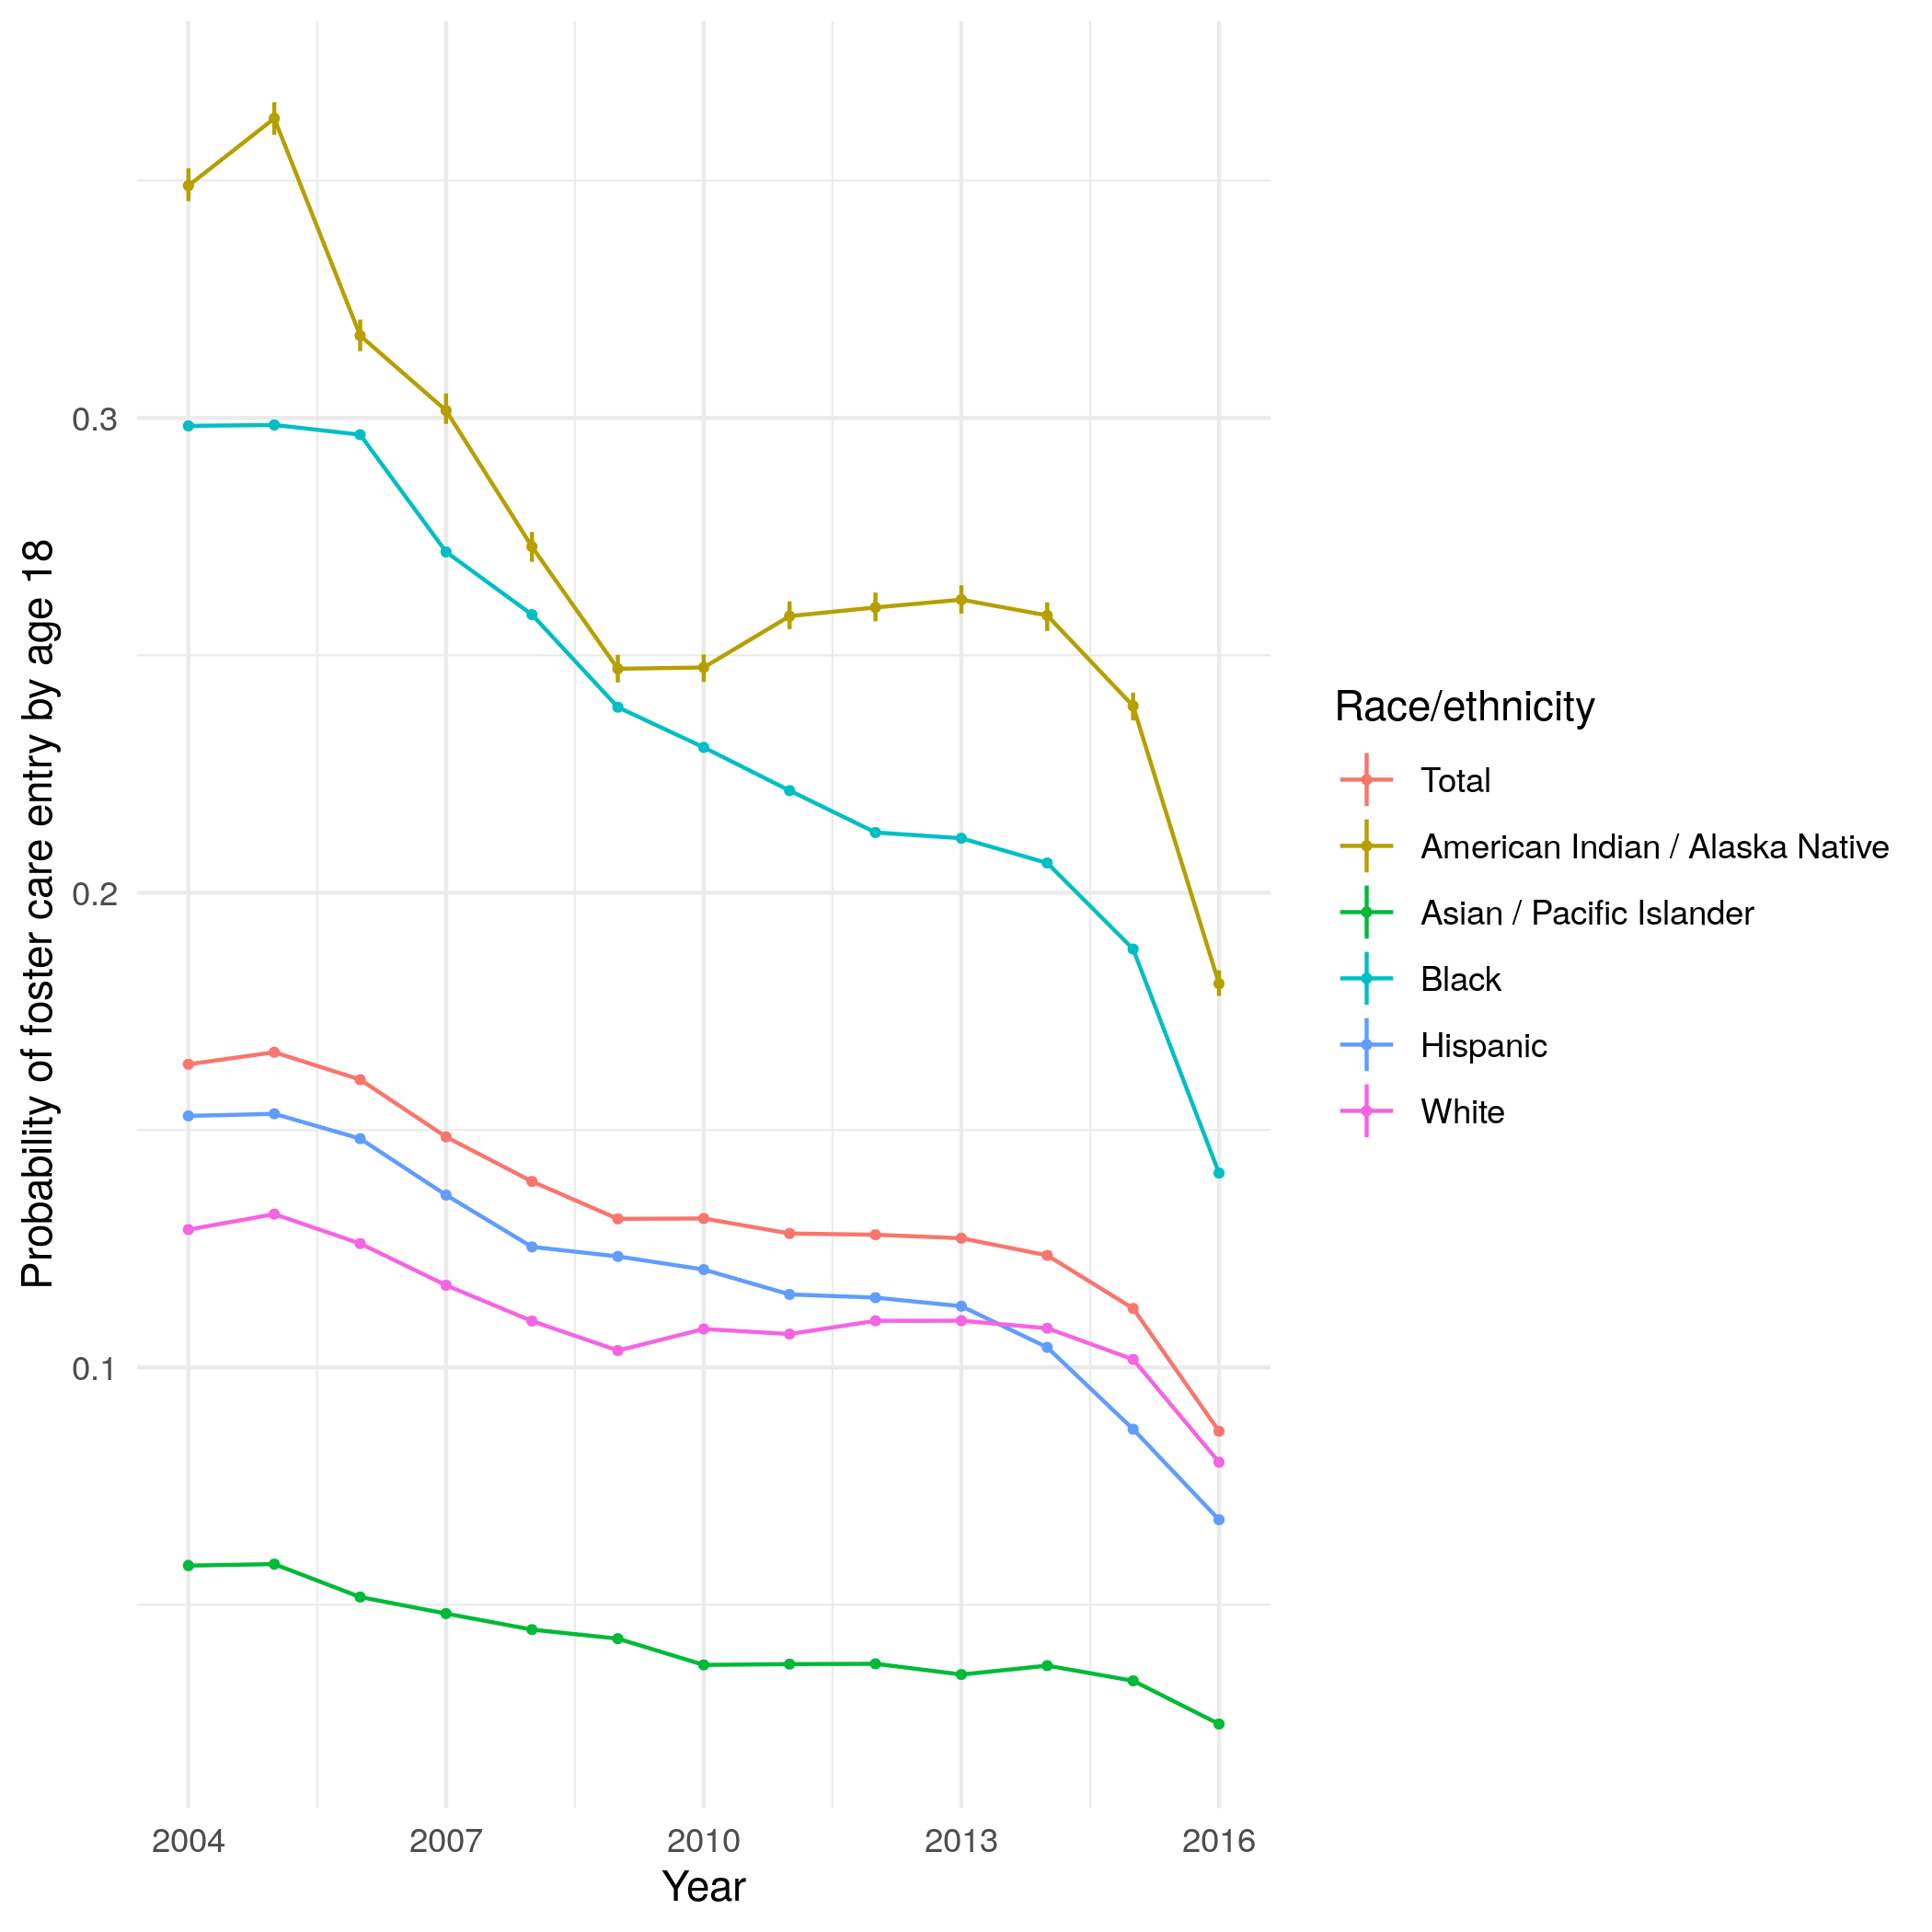 Probability of foster care entry by age 18
0.3
0.2
0.1
2004
2007
2010
2013
2016
Year
Race/ethnicity
Total
American Indian / Alaska Native
Asian / Pacific Islander
Black
Hispanic
White